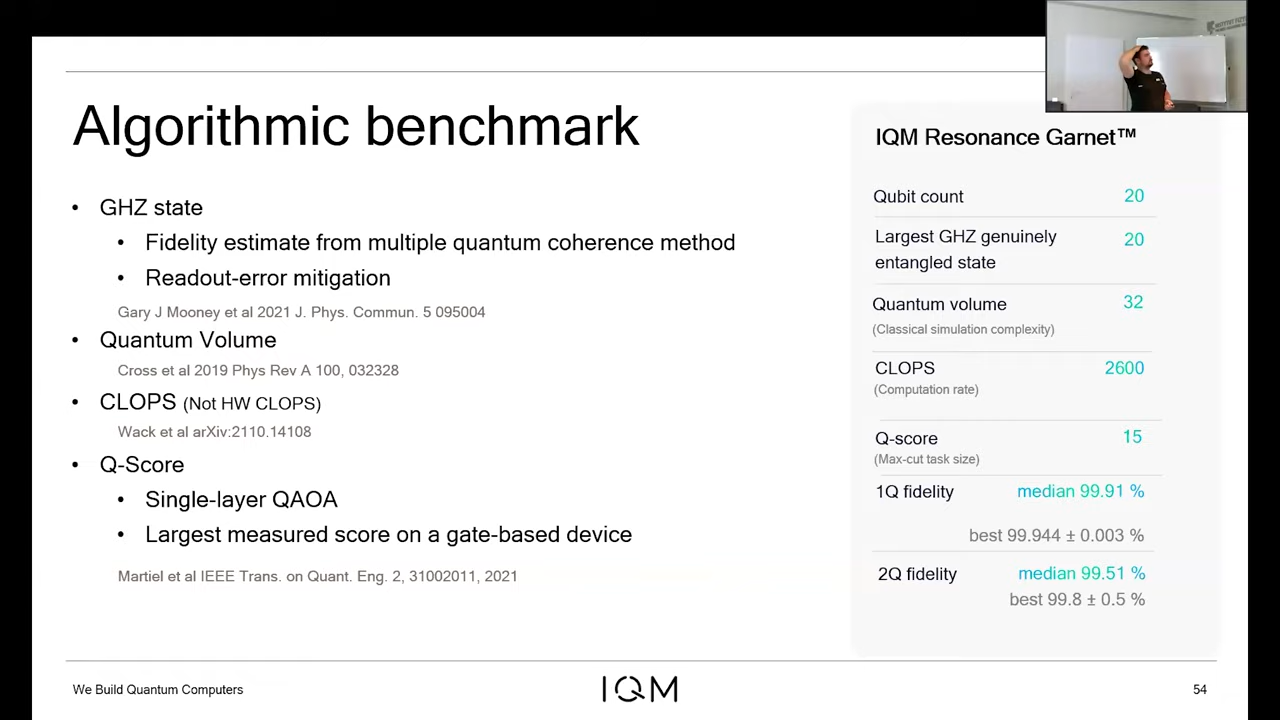 Algorithmic benchmark
• GHZ state
• Fidelity estimate from multiple quantum coherence method
• Readout-error mitigation
Gary J Mooney et al 2021 J. Phys. Commun. 5 095004
• Quantum Volume
Cross et al 2019 Phys Rev A 100, 032328
• CLOPS (Not HW CLOPS)
Wack et al arXiv:2110.14108
• Q-Score
• Single-layer QAOA
• Largest measured score on a gate-based device
Martiel et al IEEE Trans. on Quant. Eng. 2, 31002011, 2021
IQM Resonance Garnet™
Qubit count 20
Largest GHZ genuinely
entangled state 20
Quantum volume 32
(Classical simulation complexity)
CLOPS 2600
(Computation rate)
Q-score 15
(Max-cut task size)
1Q fidelity median 99.91 %
best 99.944 ± 0.003 %
2Q fidelity median 99.51 %
best 99.8 ± 0.5 %
We Build Quantum Computers
IQM
54